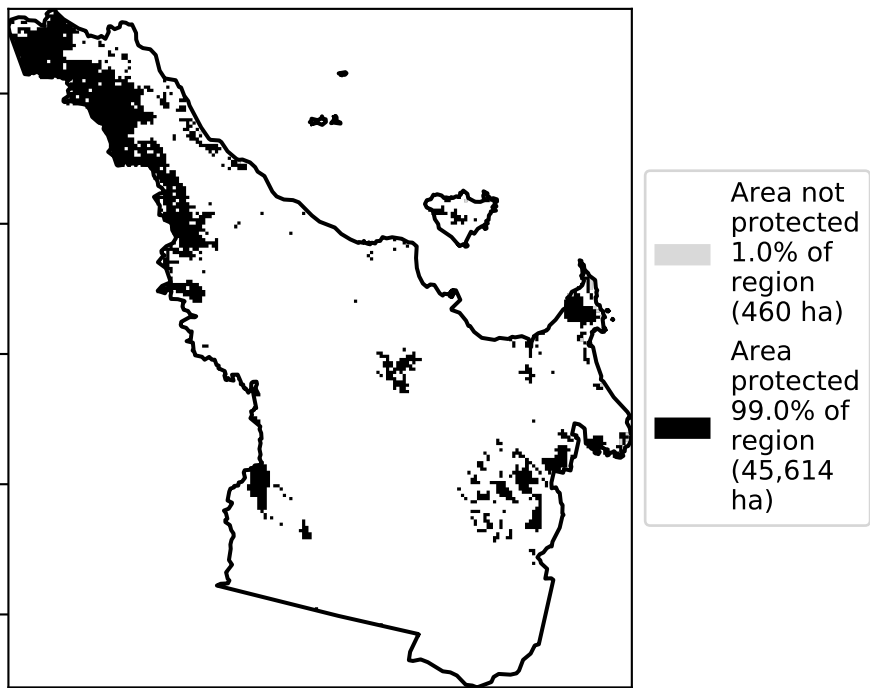 Area not
protected
1.0% of
region
(460 ha)
Area
protected
99.0% of
region
(45,614
ha)